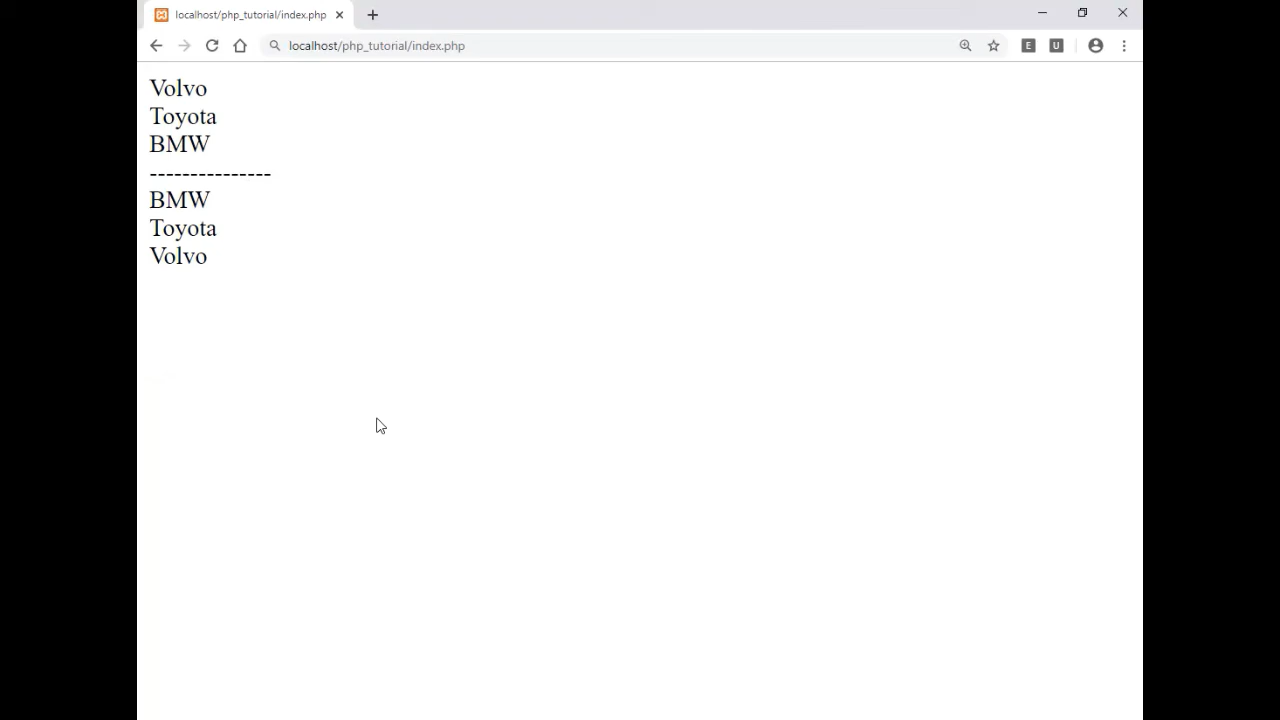 localhost/php_tutorial/index.php
localhost/php_tutorial/index.php
E U
Volvo
Toyota
BMW
---------------
BMW
Toyota
Volvo